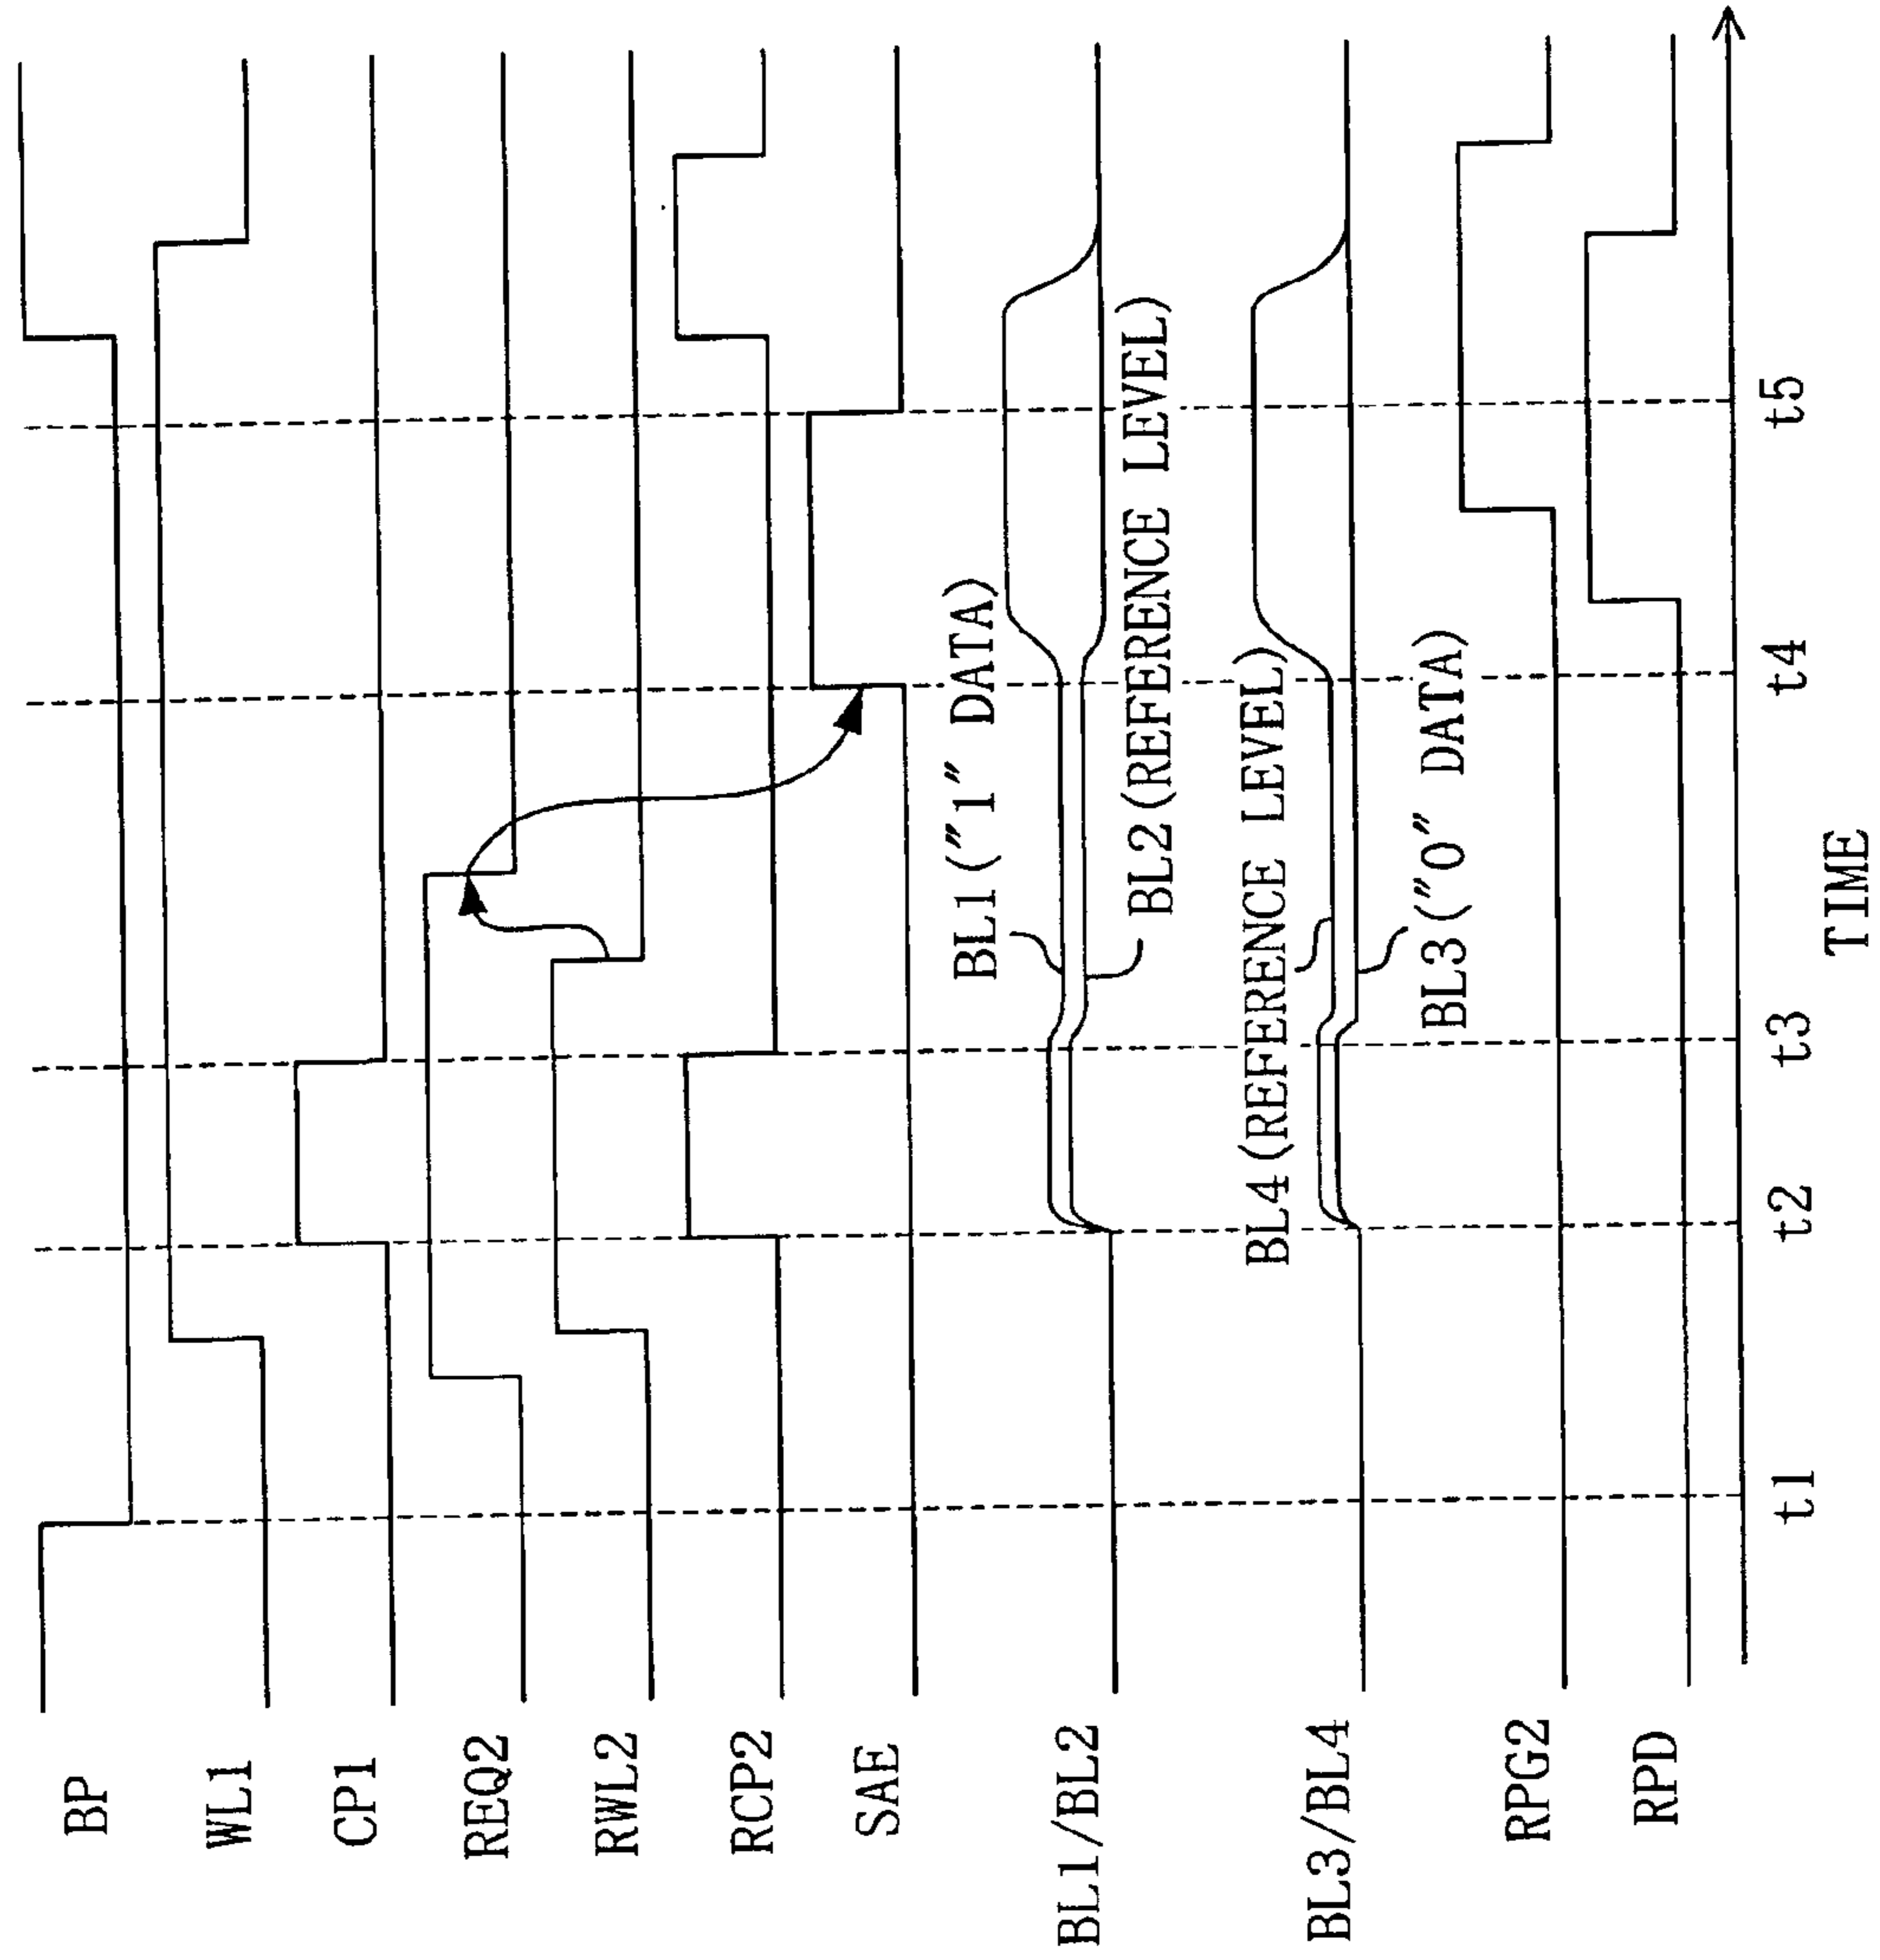 BP
WL1
CP1
REQ2
RWL2
RCP2
SAE
BL1/BL2
BL1("1" DATA)
BL2(REFERENCE LEVEL)
BL3/BL4
BL4(REFERENCE LEVEL)
BL3("0" DATA)
RPG2
RPD
t1
t2
t3
t4
t5
TIME